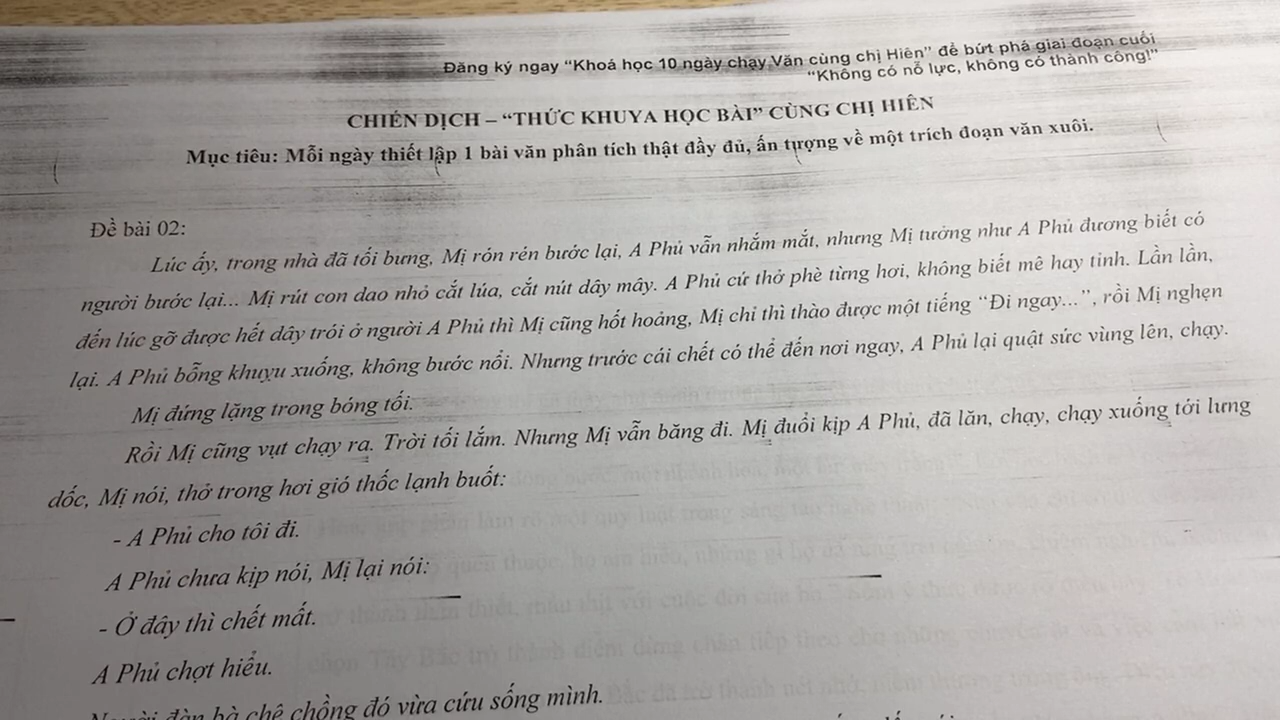 Đăng ký ngay “Khoá học 10 ngày chạy Văn cùng chị Hiên” để bứt phá giai đoạn cuối
“Không có nỗ lực, không có thành công!”
CHIẾN DỊCH – “THỨC KHUYA HỌC BÀI” CÙNG CHỊ HIÊN
Mục tiêu: Mỗi ngày thiết lập 1 bài văn phân tích thật đầy đủ, ấn tượng về một trích đoạn văn xuôi.
Đề bài 02:
Lúc ấy, trong nhà đã tối bưng, Mị rón rén bước lại, A Phủ vẫn nhắm mắt, nhưng Mị tưởng như A Phủ đương biết có
người bước lại... Mị rút con dao nhỏ cắt lúa, cắt nút dây mây. A Phủ cứ thở phè từng hơi, không biết mê hay tỉnh. Lần lần,
đến lúc gỡ được hết dây trói ở người A Phủ thì Mị cũng hốt hoảng, Mị chỉ thì thào được một tiếng “Đi ngay...”, rồi Mị nghẹn
lại. A Phủ bỗng khuỵu xuống, không bước nổi. Nhưng trước cái chết có thể đến nơi ngay, A Phủ lại quật sức vùng lên, chạy.
Mị đứng lặng trong bóng tối.
Rồi Mị cũng vụt chạy ra. Trời tối lắm. Nhưng Mị vẫn băng đi. Mị đuổi kịp A Phủ, đã lăn, chạy, chạy xuống tới lưng
dốc, Mị nói, thở trong hơi gió thốc lạnh buốt:
- A Phủ cho tôi đi.
A Phủ chưa kịp nói, Mị lại nói:
- Ở đây thì chết mất.
A Phủ chợt hiểu.
Người đàn bà chê chồng đó vừa cứu sống mình.